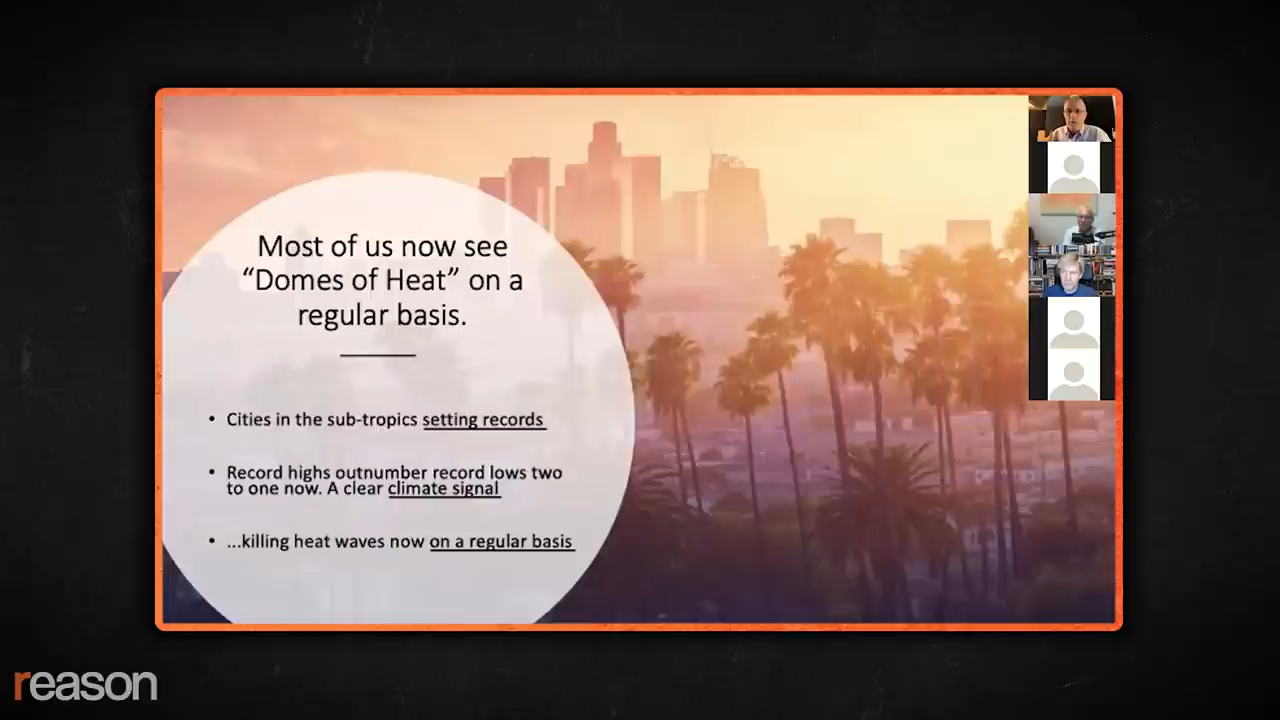 Most of us now see
“Domes of Heat” on a
regular basis.
• Cities in the sub-tropics setting records
• Record highs outnumber record lows two
to one now. A clear climate signal
• ...killing heat waves now on a regular basis
reason